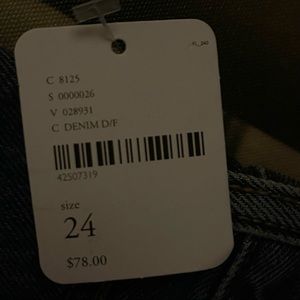 C 8125
S 0000026
V 028931
C DENIM D/F
42507319
size
24
$78.00